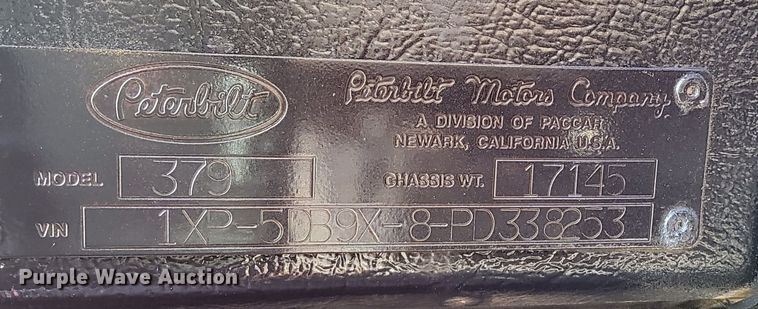 Peterbilt
Peterbilt Motors Company
A DIVISION OF PACCAR
NEWARK, CALIFORNIA U.S.A.
MODEL 379 CHASSIS WT. 17145
VIN 1XP-5DB9X-8-PD338253
Purple Wave Auction